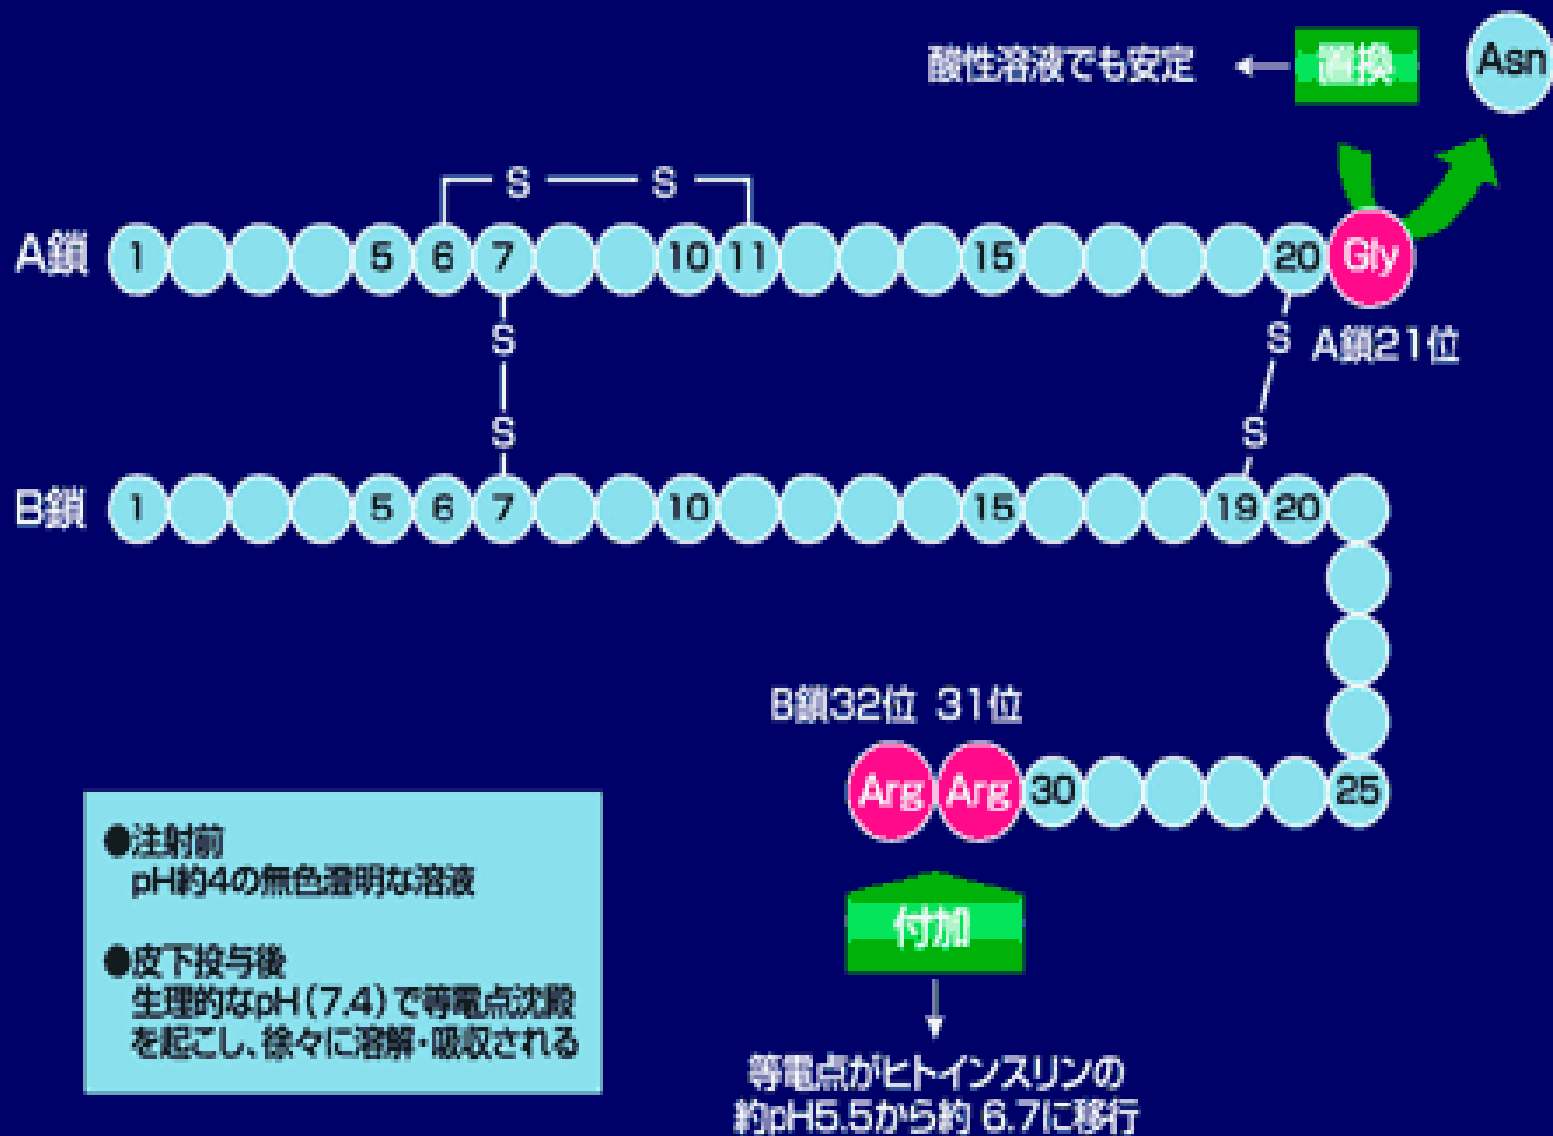 酸性溶液でも安定
置換
Asn
S S
A鎖 1 5 6 7 10 11 15 20 Gly
S S A鎖21位
S S
B鎖 1 5 6 7 10 15 19 20
B鎖32位 31位
Arg Arg 30 25
●注射前
pH約4の無色澄明な溶液
●皮下投与後
生理的なpH(7.4)で等電点沈殿
を起こし、徐々に溶解・吸収される
付加
等電点がヒトインスリンの
約pH5.5から約 6.7に移行